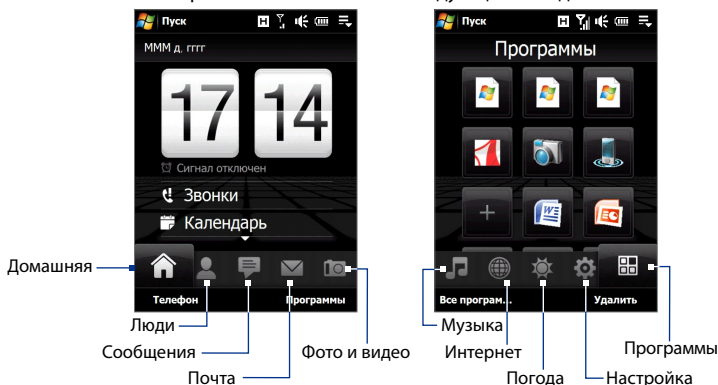 Пуск
МММ д, гггг
17 14
Сигнал отключен
Звонки
Календарь
Телефон
Программы
Домашняя
Люди
Сообщения
Почта
Фото и видео
Пуск
Программы
Все програм...
Удалить
Музыка
Интернет
Погода
Настройка
Программы